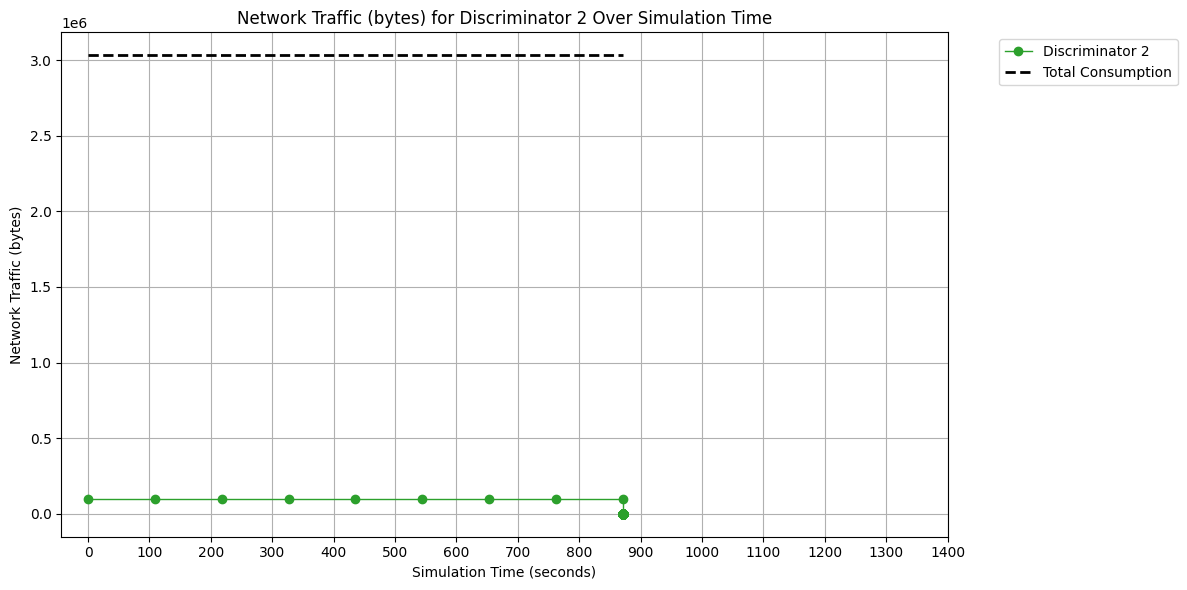 Network Traffic (bytes) for Discriminator 2 Over Simulation Time
1e6
Discriminator 2
Total Consumption
3.0
2.5
2.0
1.5
1.0
0.5
0.0
Network Traffic (bytes)
0 100 200 300 400 500 600 700 800 900 1000 1100 1200 1300 1400
Simulation Time (seconds)